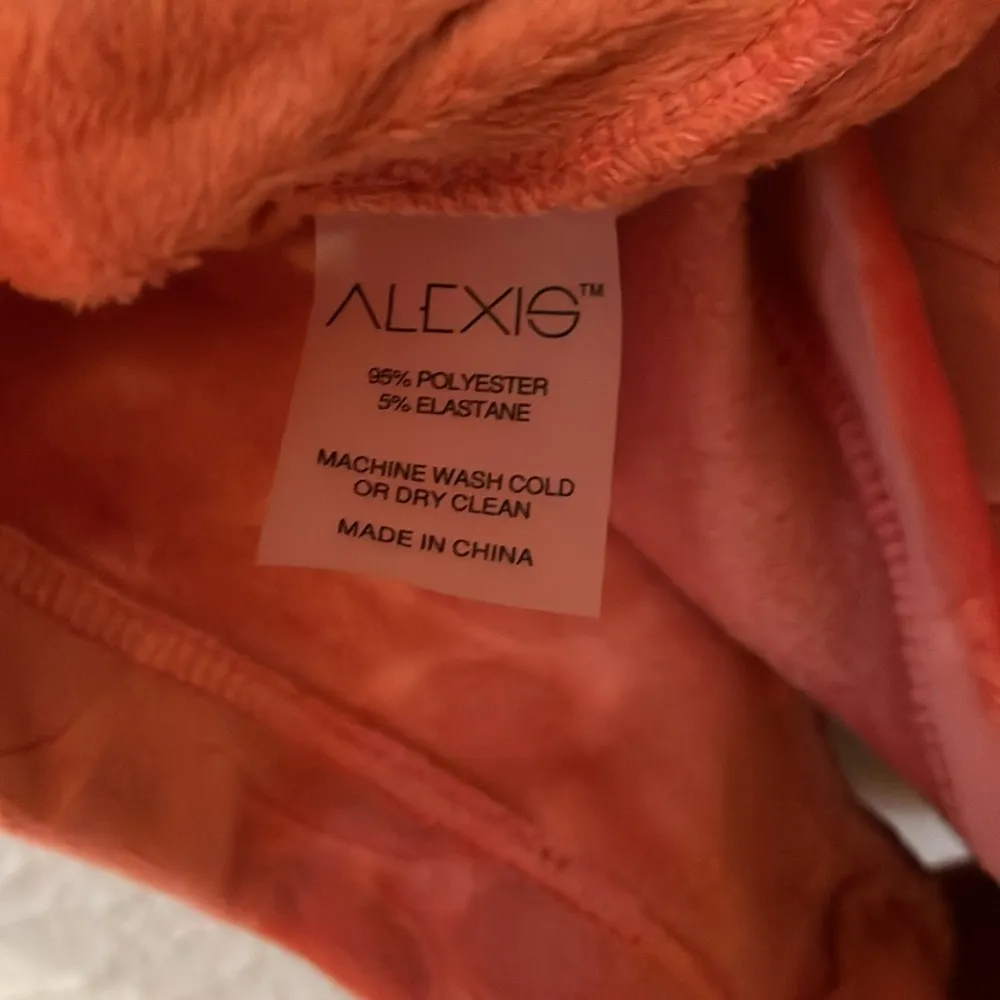 ALEXIS™
95% POLYESTER
5% ELASTANE
MACHINE WASH COLD
OR DRY CLEAN
MADE IN CHINA